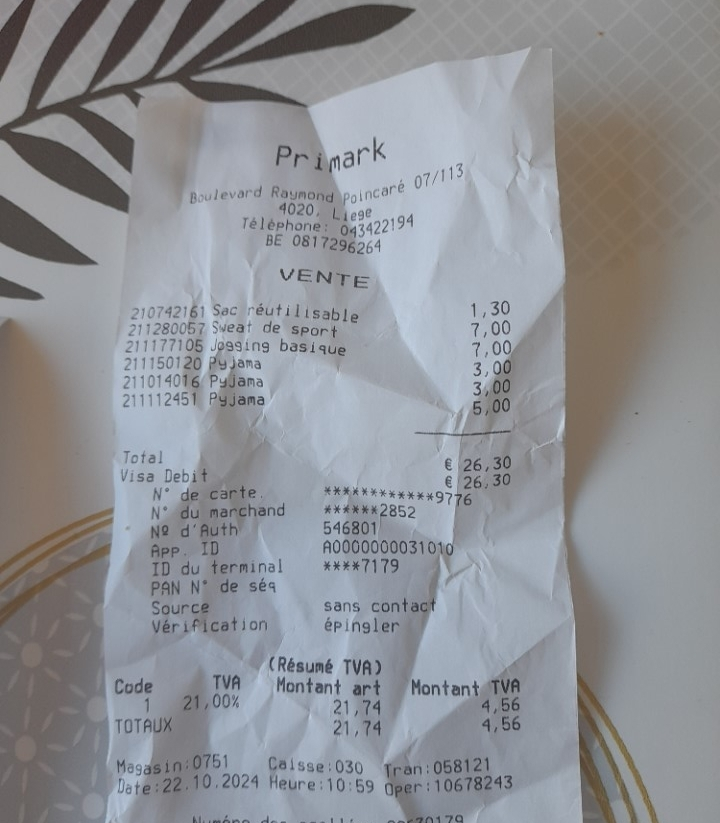 Primark
Boulevard Raymond Poincaré 07/113
4020, Liege
Téléphone: 043422194
BE 0817296264
VENTE
210742161 Sac réutilisable 1,30
211280057 Sweat de sport 7,00
211177105 Jogging basique 7,00
211150120 Pyjama 3,00
211014016 Pyjama 3,00
211112451 Pyjama 5,00
Total € 26,30
Visa Debit € 26,30
N° de carte. ************9776
N° du marchand ******2852
Nº d'Auth 546801
App. ID A0000000031010
ID du terminal ****7179
PAN N° de séq
Source sans contact
Vérification épingler
(Résumé TVA)
Code TVA Montant art Montant TVA
1 21,00% 21,74 4,56
TOTAUX 21,74 4,56
Magasin:0751 Caisse:030 Tran:058121
Date:22.10.2024 Heure:10:59 Oper:10678243